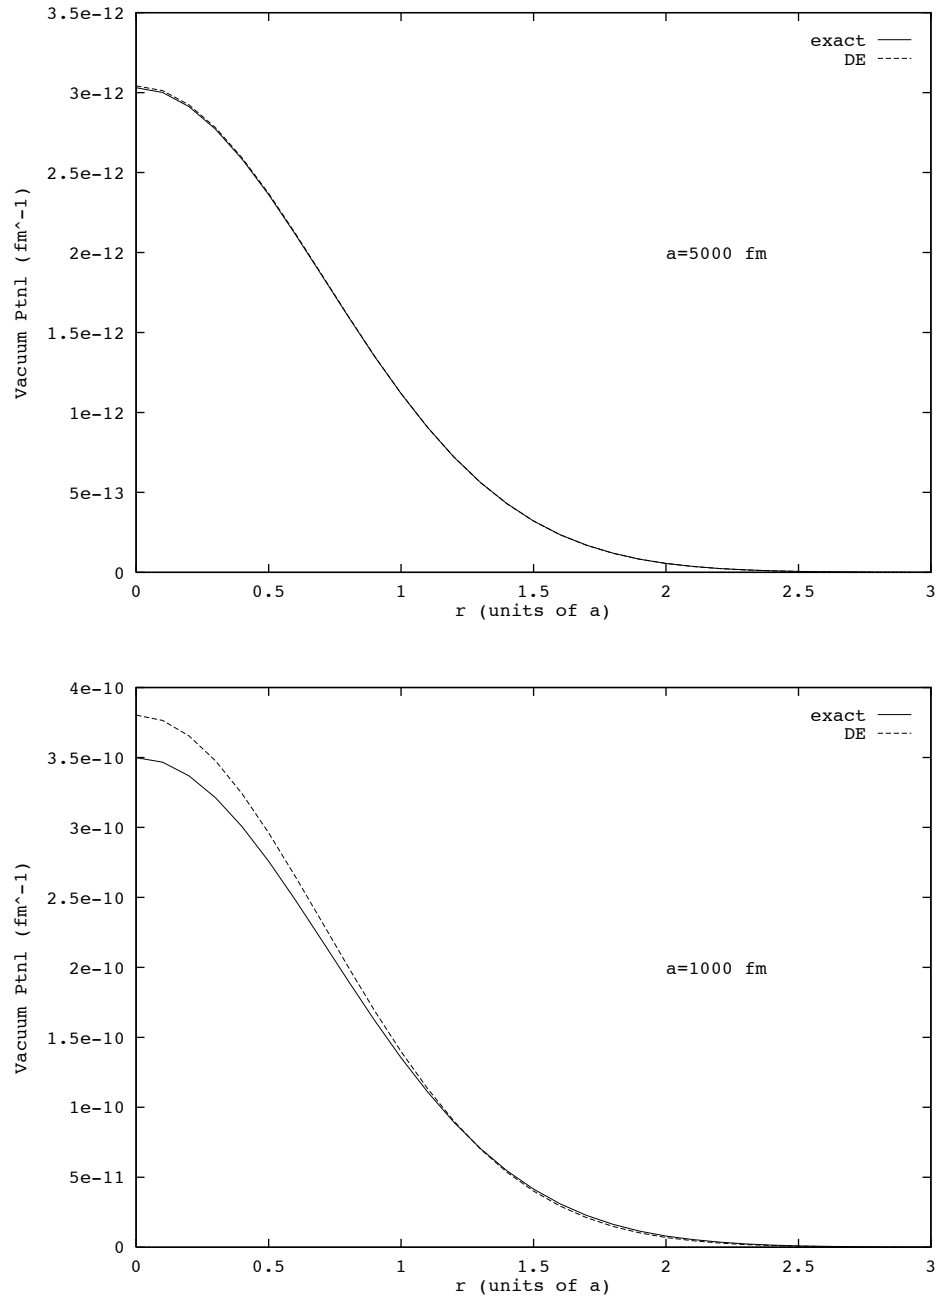 3.5e-12
exact
DE
3e-12
2.5e-12
2e-12
a=5000 fm
Vacuum Ptnl (fm^-1)
1.5e-12
1e-12
5e-13
0
0 0.5 1 1.5 2 2.5 3
r (units of a)
4e-10
exact
DE
3.5e-10
3e-10
2.5e-10
2e-10
a=1000 fm
Vacuum Ptnl (fm^-1)
1.5e-10
1e-10
5e-11
0
0 0.5 1 1.5 2 2.5 3
r (units of a)